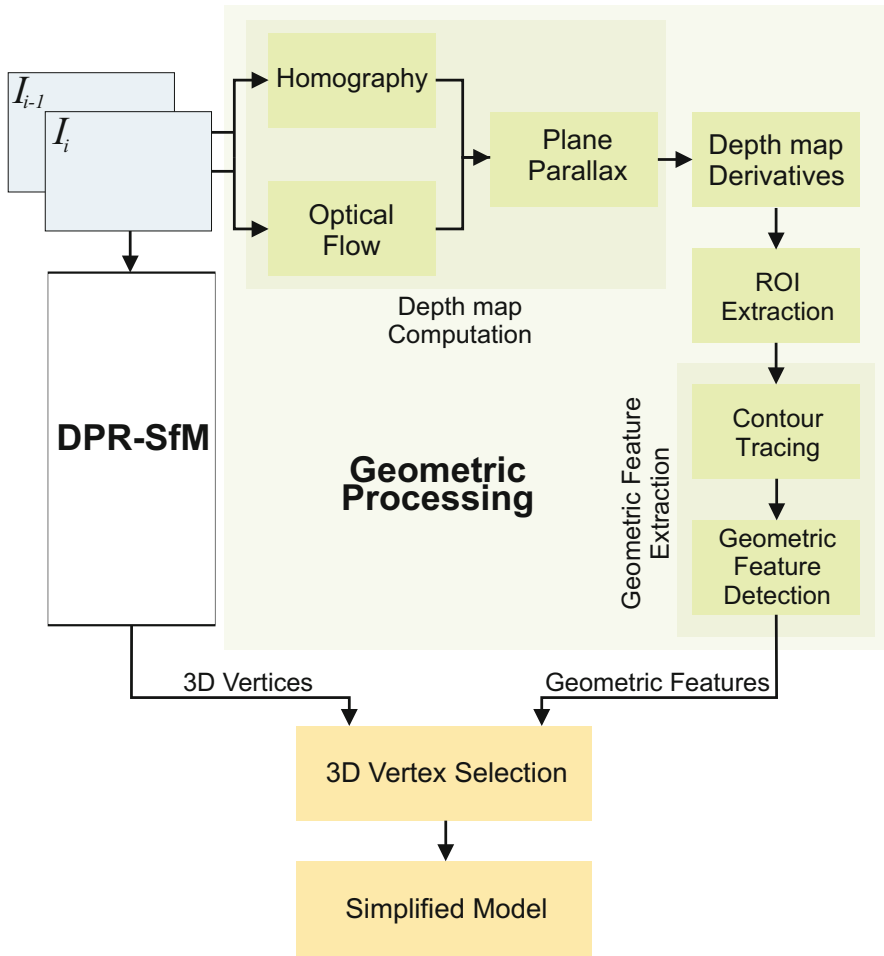 I_{i-1}
I_i
Homography
Optical
Flow
Plane
Parallax
Depth map
Computation
Depth map
Derivatives
ROI
Extraction
Contour
Tracing
Geometric
Feature
Detection
Geometric Feature
Extraction
DPR-SfM
Geometric
Processing
3D Vertices
Geometric Features
3D Vertex Selection
Simplified Model